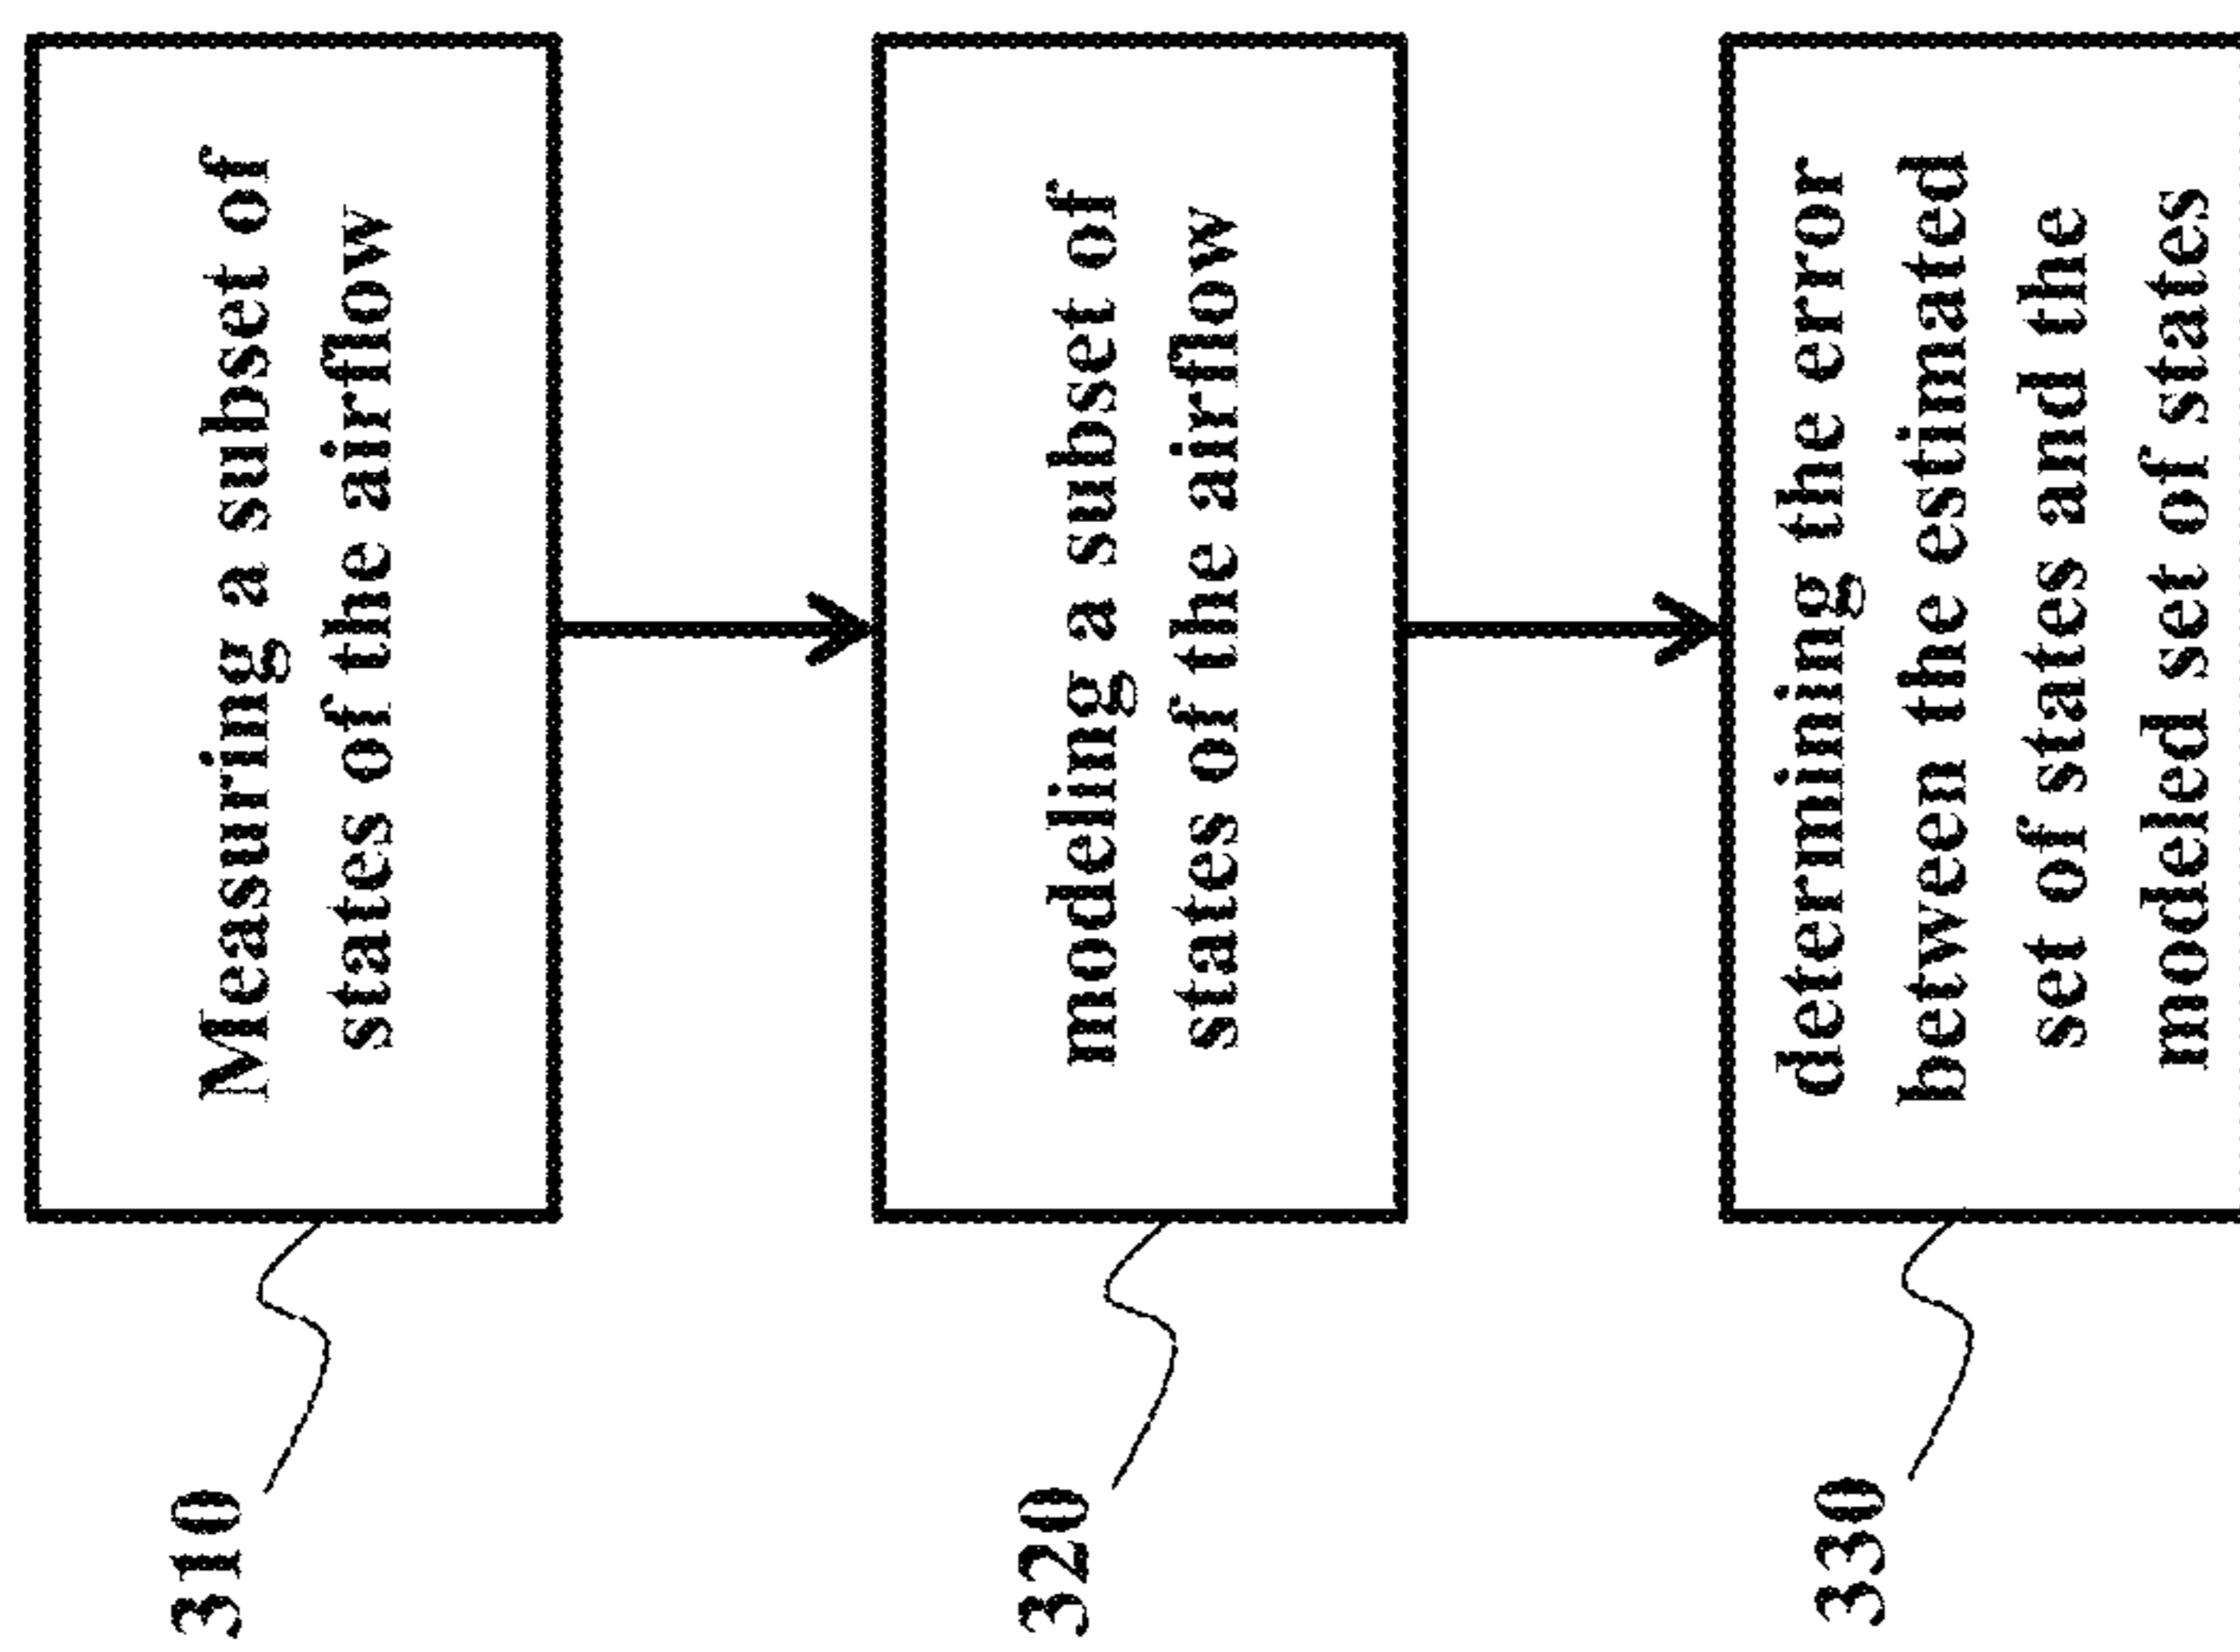 310
Measuring a subset of
states of the airflow
320
modeling a subset of
states of the airflow
330
determining the error
between the estimated
set of states and the
modeled set of states